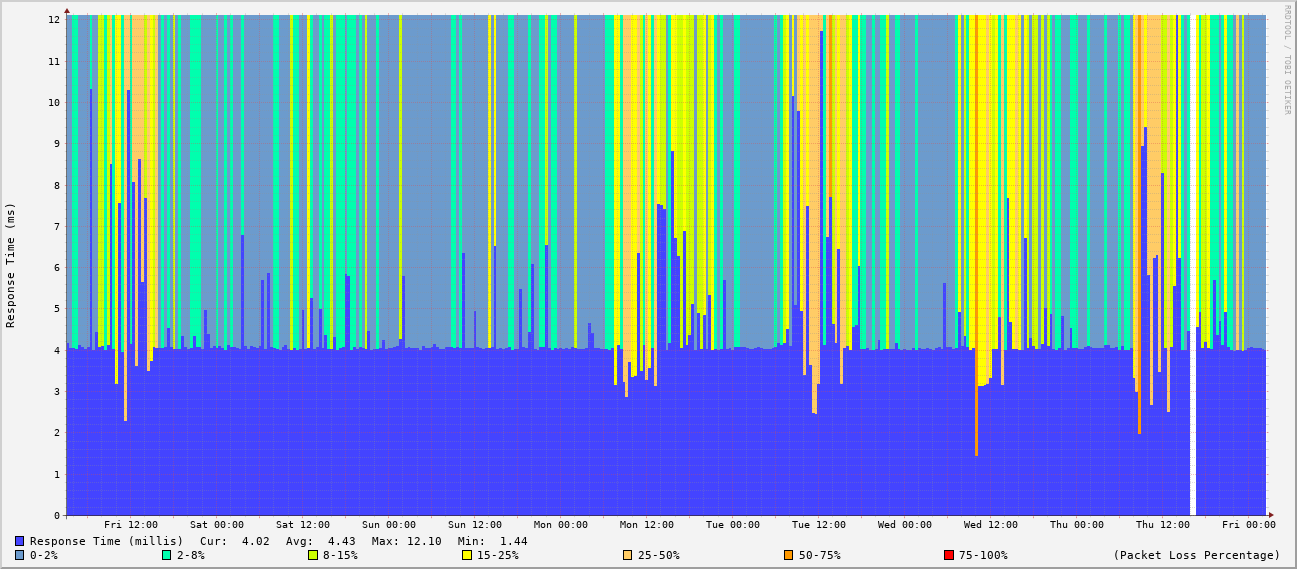 RRDTOOL / TOBI OETIKER
Response Time (ms)
12
11
10
9
8
7
6
5
4
3
2
1
0
Fri 12:00 Sat 00:00 Sat 12:00 Sun 00:00 Sun 12:00 Mon 00:00 Mon 12:00 Tue 00:00 Tue 12:00 Wed 00:00 Wed 12:00 Thu 00:00 Thu 12:00 Fri 00:00
Response Time (millis) Cur: 4.02 Avg: 4.43 Max: 12.10 Min: 1.44
0-2% 2-8% 8-15% 15-25% 25-50% 50-75% 75-100% (Packet Loss Percentage)